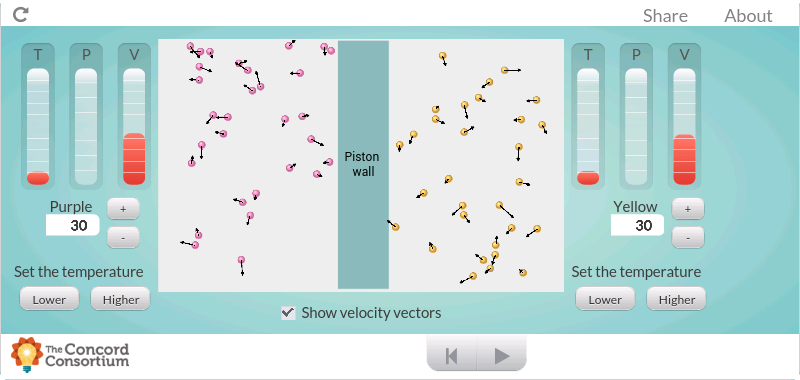 Share About
T P V
T P V
Piston
wall
Purple
30
+
-
Yellow
30
+
-
Set the temperature
Lower Higher
Set the temperature
Lower Higher
Show velocity vectors
The Concord
Consortium